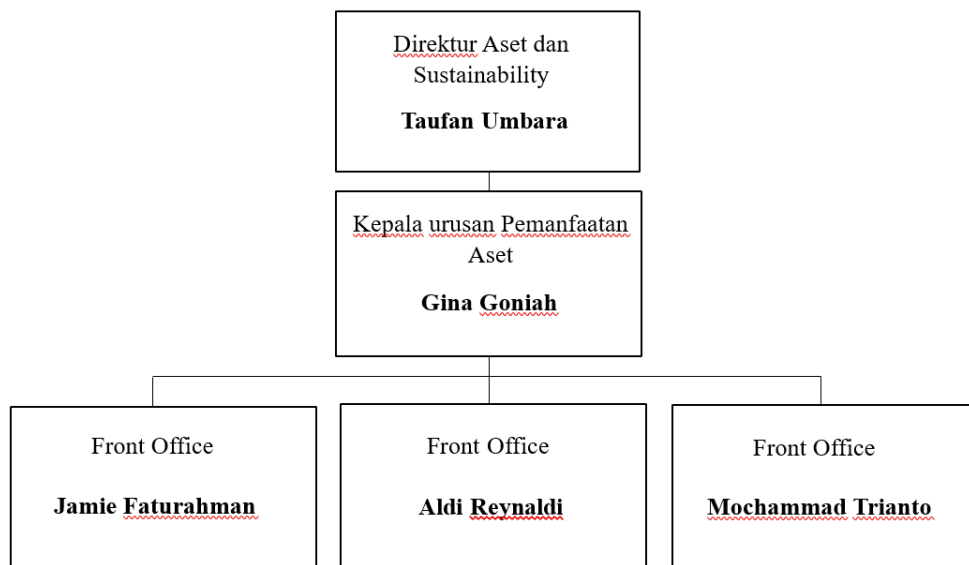 Direktur Aset dan
Sustainability
Taufan Umbara
Kepala urusan Pemanfaatan
Aset
Gina Goniah
Front Office
Jamie Faturahman
Front Office
Aldi Reynaldi
Front Office
Mochammad Trianto